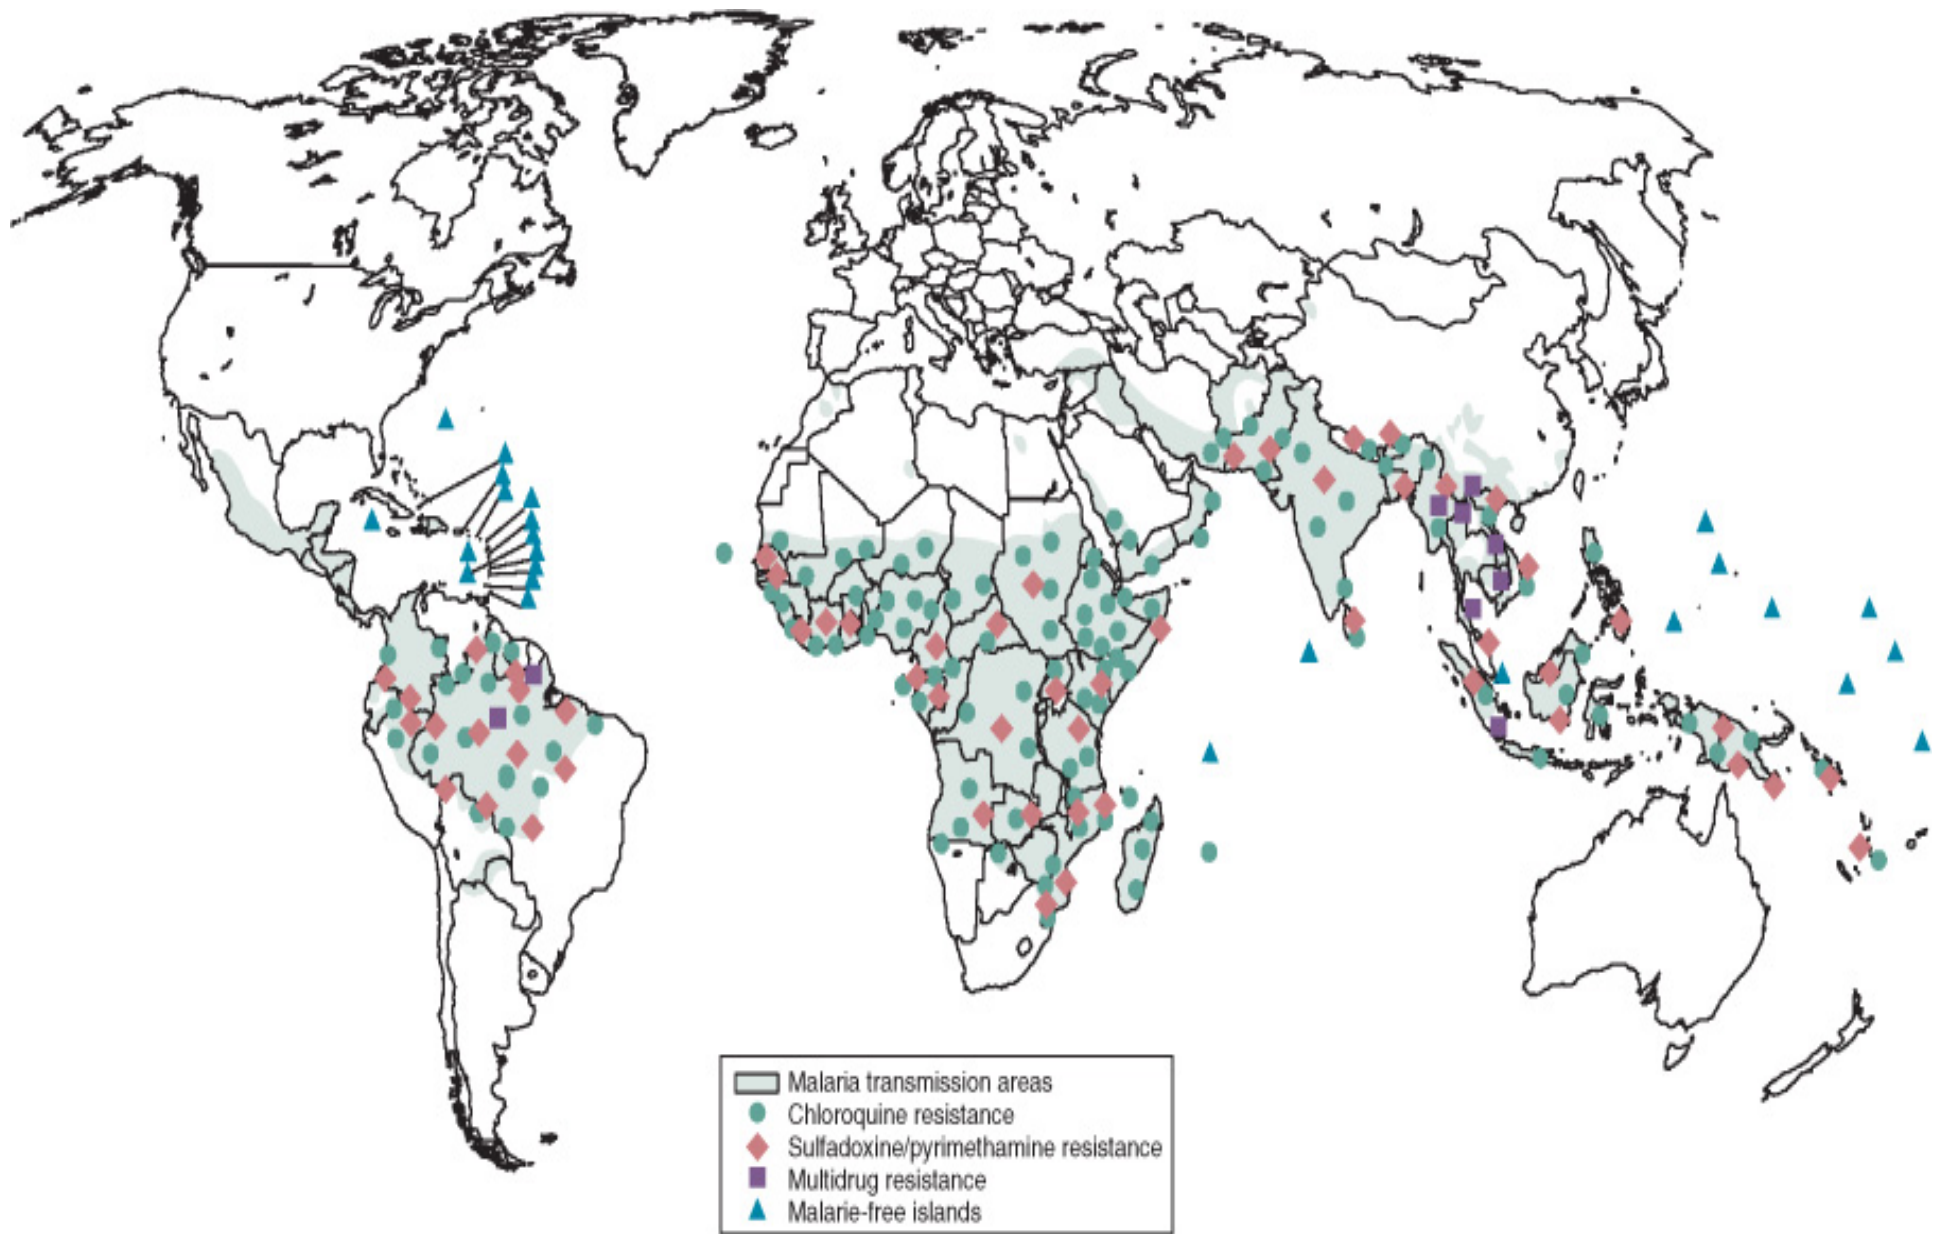 Malaria transmission areas
Chloroquine resistance
Sulfadoxine/pyrimethamine resistance
Multidrug resistance
Malarie-free islands